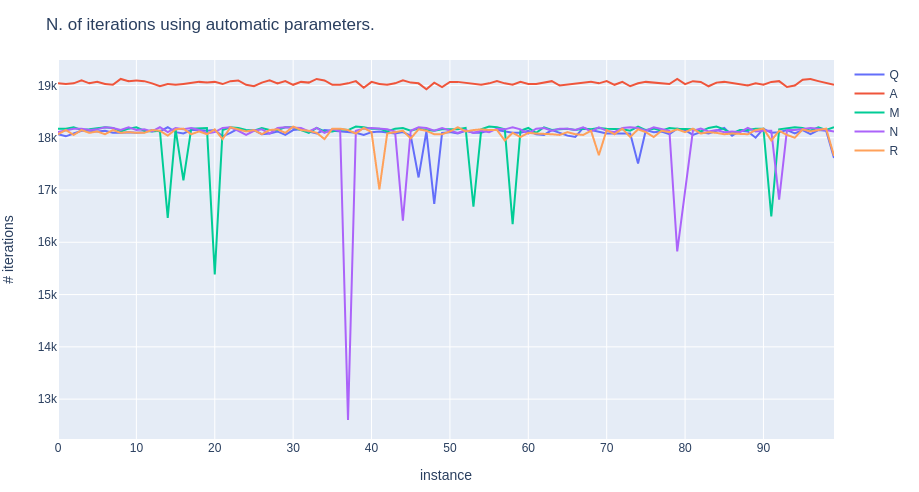 N. of iterations using automatic parameters.
19k
18k
17k
16k
15k
14k
13k
# iterations
0 10 20 30 40 50 60 70 80 90
instance
Q
A
M
N
R